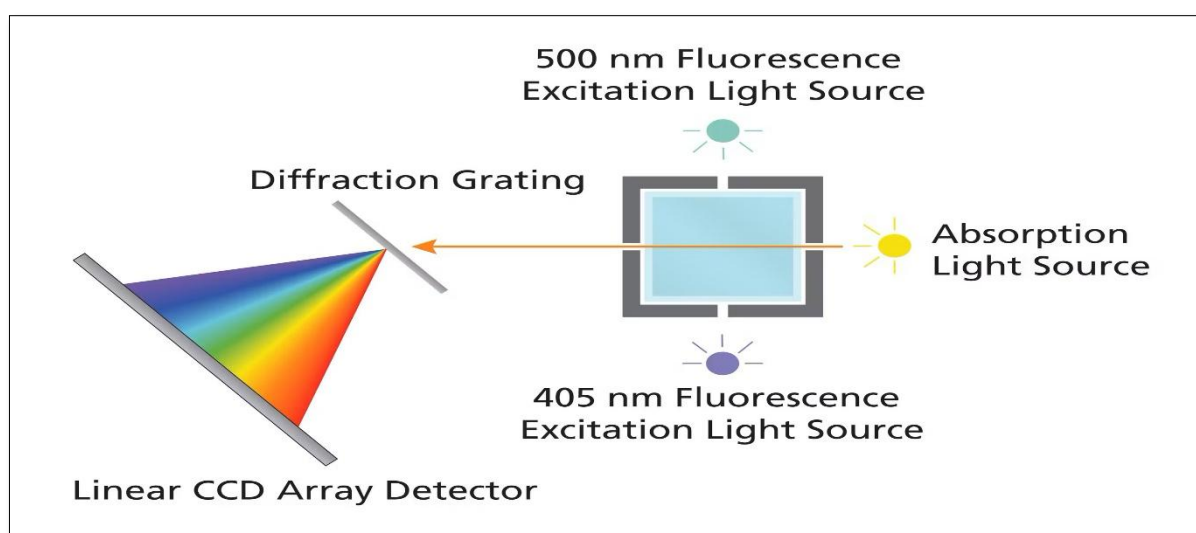 500 nm Fluorescence
Excitation Light Source
Diffraction Grating
Absorption
Light Source
405 nm Fluorescence
Excitation Light Source
Linear CCD Array Detector